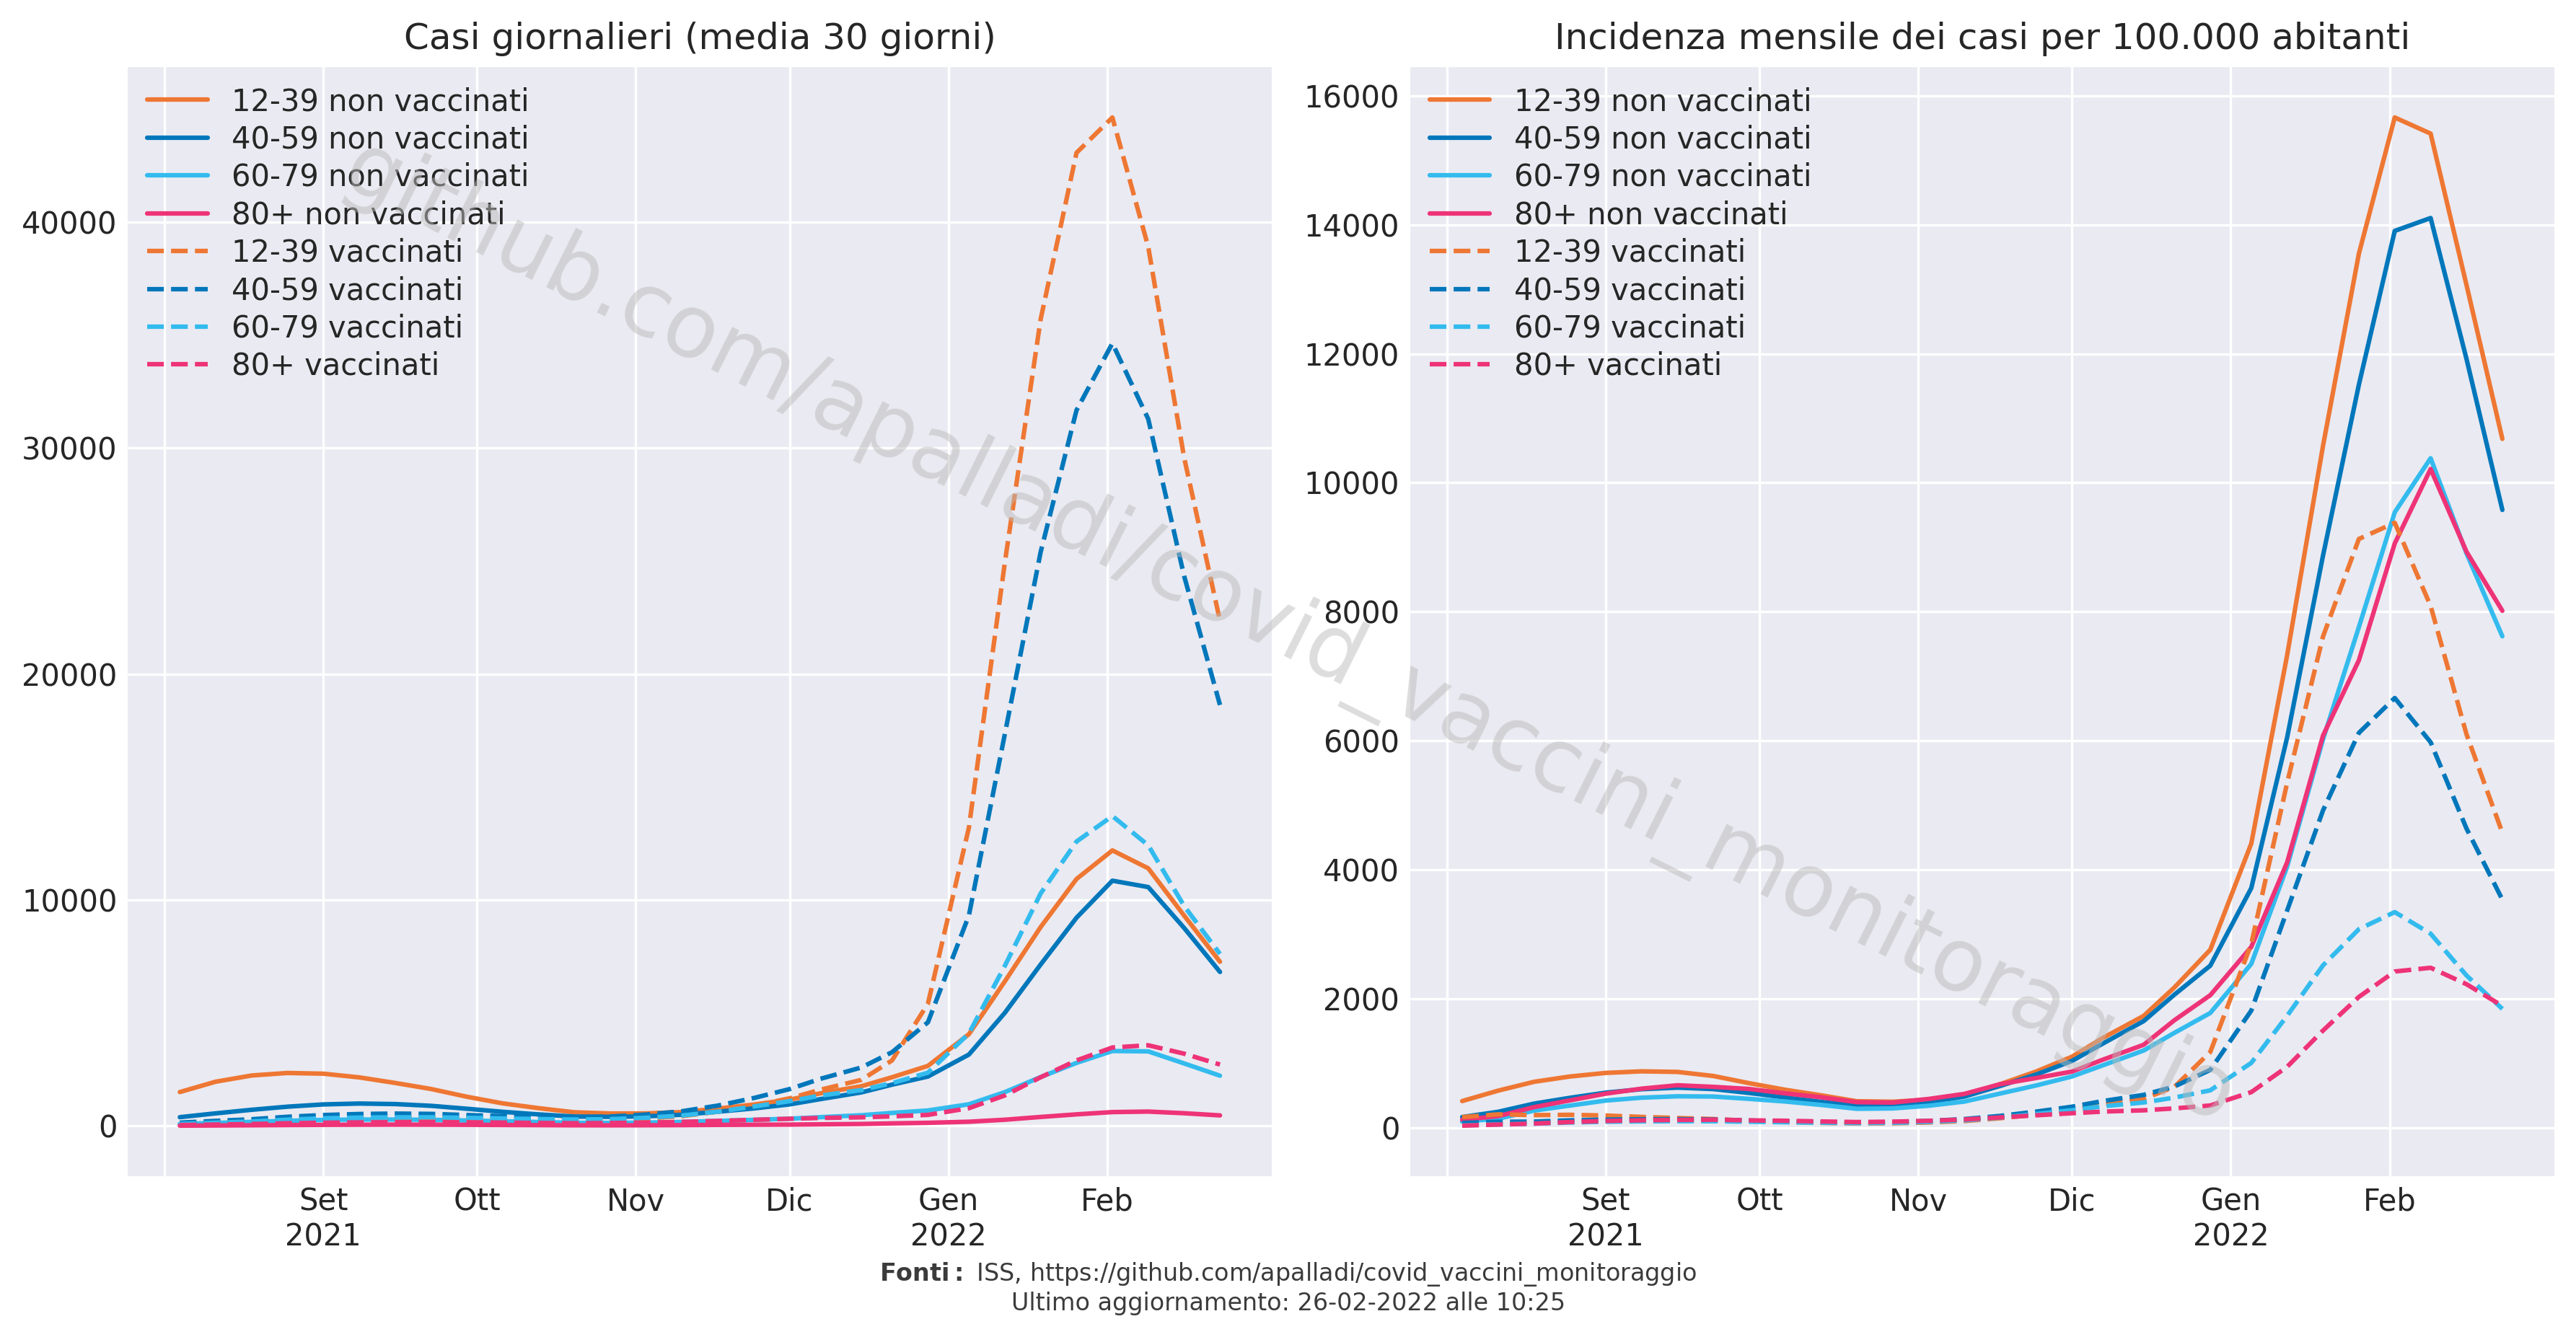 Casi giornalieri (media 30 giorni)
12-39 non vaccinati
40-59 non vaccinati
60-79 non vaccinati
80+ non vaccinati
12-39 vaccinati
40-59 vaccinati
60-79 vaccinati
80+ vaccinati
40000
30000
20000
10000
0
Set
2021
Ott
Nov
Dic
Gen
2022
Feb
Incidenza mensile dei casi per 100.000 abitanti
12-39 non vaccinati
40-59 non vaccinati
60-79 non vaccinati
80+ non vaccinati
12-39 vaccinati
40-59 vaccinati
60-79 vaccinati
80+ vaccinati
16000
14000
12000
10000
8000
6000
4000
2000
0
Set
2021
Ott
Nov
Dic
Gen
2022
Feb
github.com/apalladi/covid_vaccini_monitoraggio
Fonti: ISS, https://github.com/apalladi/covid_vaccini_monitoraggio
Ultimo aggiornamento: 26-02-2022 alle 10:25